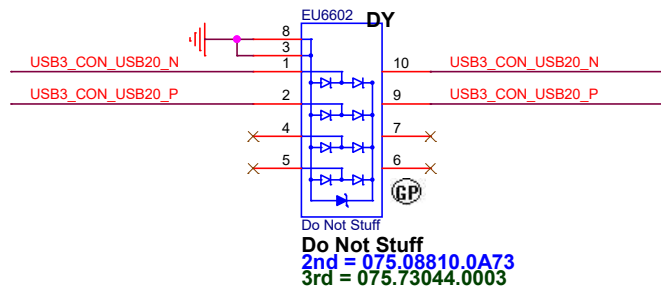 EU6602
DY
8
3
USB3_CON_USB20_N
1
10
USB3_CON_USB20_N
USB3_CON_USB20_P
2
9
USB3_CON_USB20_P
4
7
5
6
GP
Do Not Stuff
Do Not Stuff
2nd = 075.08810.0A73
3rd = 075.73044.0003